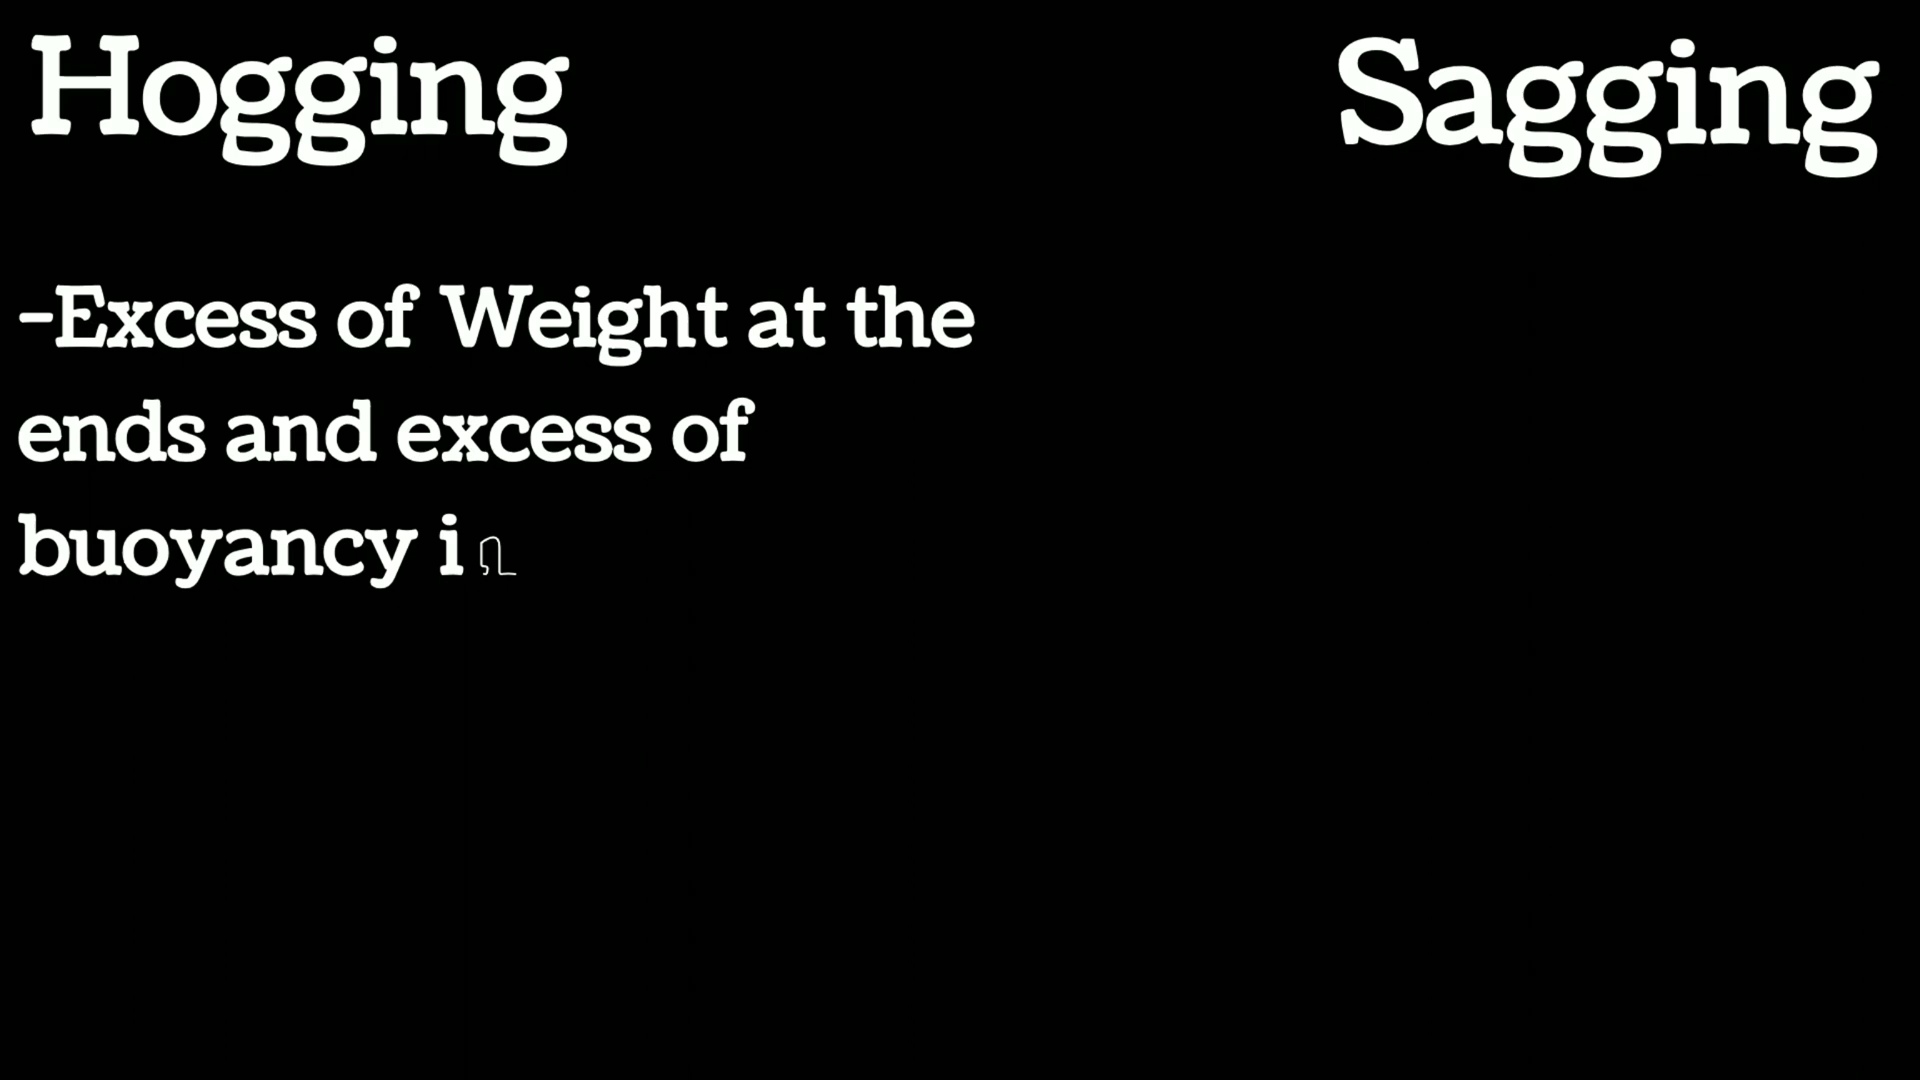 Hogging
Sagging
-Excess of Weight at the
ends and excess of
buoyancy i